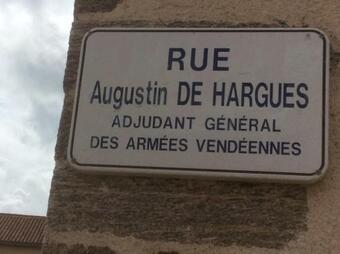 RUE
Augustin DE HARGUES
ADJUDANT GÉNÉRAL
DES ARMÉES VENDÉENNES